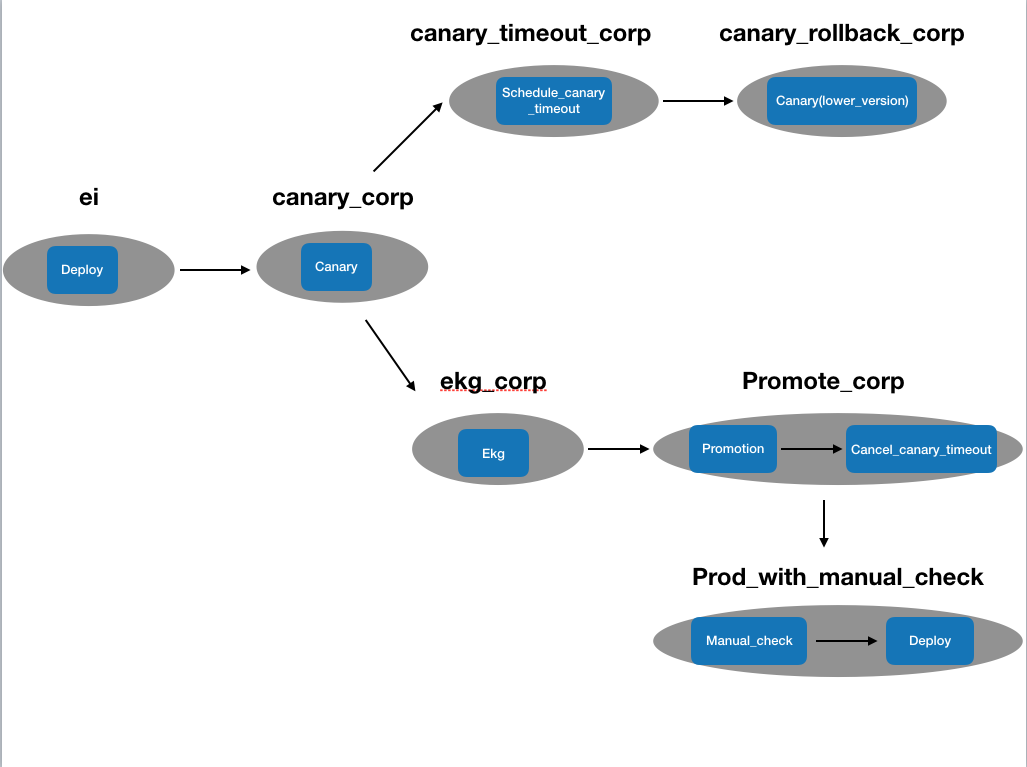 canary_timeout_corp
canary_rollback_corp
Schedule_canary
_timeout
Canary(lower_version)
ei
canary_corp
Deploy
Canary
ekg_corp
Promote_corp
Ekg
Promotion
Cancel_canary_timeout
Prod_with_manual_check
Manual_check
Deploy